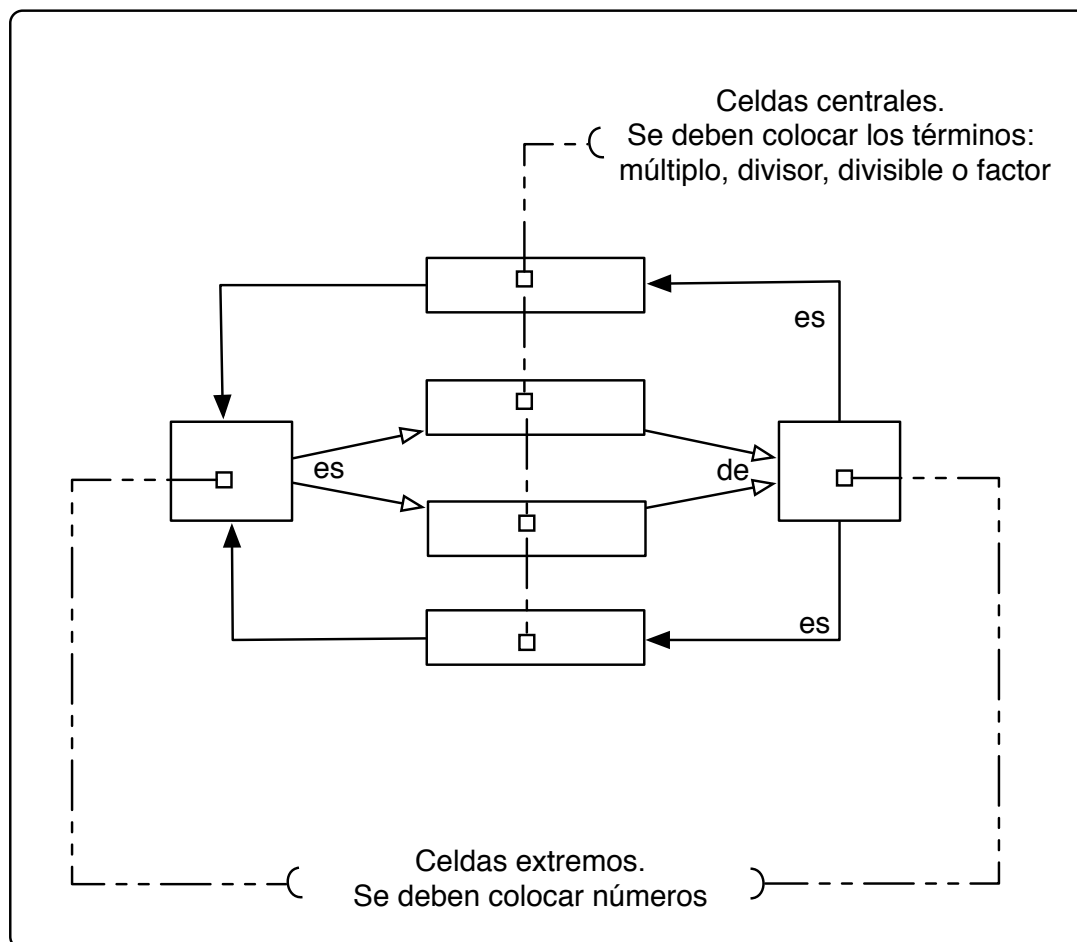 Celdas centrales.
Se deben colocar los términos:
múltiplo, divisor, divisible o factor
es
es
de
es
Celdas extremos.
Se deben colocar números